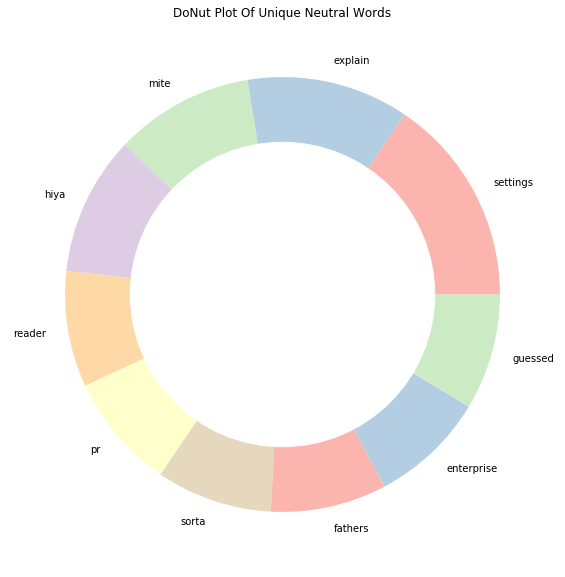 DoNut Plot Of Unique Neutral Words
explain
mite
settings
hiya
reader
guessed
pr
enterprise
sorta
fathers